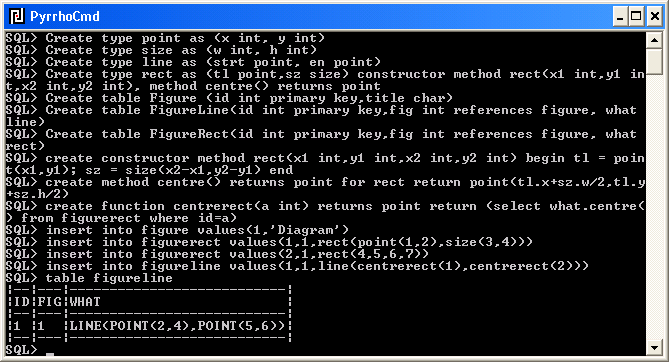 PyrrhoCmd
SQL> Create type point as (x int, y int)
SQL> Create type size as (w int, h int)
SQL> Create type line as (strt point, en point)
SQL> Create type rect as (tl point,sz size) constructor method rect(x1 int,y1 in
t,x2 int,y2 int), method centre() returns point
SQL> Create table Figure (id int primary key,title char)
SQL> Create table FigureLine(id int primary key,fig int references figure, what
line)
SQL> Create table FigureRect(id int primary key,fig int references figure, what
rect)
SQL> create constructor method rect(x1 int,y1 int,x2 int,y2 int) begin tl = poin
t(x1,y1); sz = size(x2-x1,y2-y1) end
SQL> create method centre() returns point for rect return point(tl.x+sz.w/2,tl.y
+sz.h/2)
SQL> create function centrerect(a int) returns point return (select what.centre(
) from figurerect where id=a)
SQL> insert into figure values(1,'Diagram')
SQL> insert into figurerect values(1,1,rect(point(1,2),size(3,4)))
SQL> insert into figurerect values(2,1,rect(4,5,6,7))
SQL> insert into figureline values(1,1,line(centrerect(1),centrerect(2)))
SQL> table figureline
|--|---|----------------------------|
|ID|FIG|WHAT                        |
|--|---|----------------------------|
|1 |1  |LINE(POINT(2,4),POINT(5,6))|
|--|---|----------------------------|
SQL> _